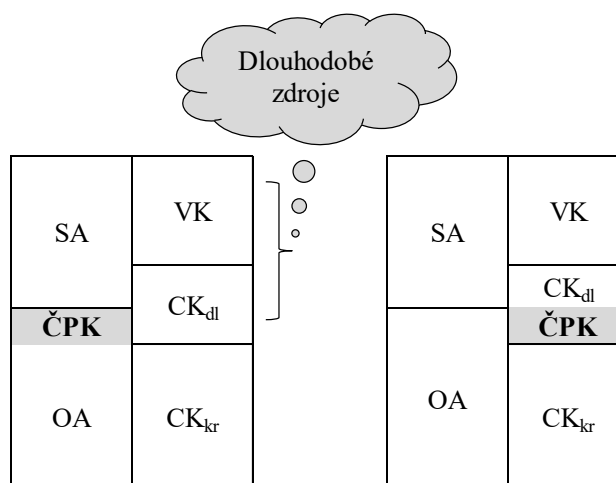 Dlouhodobé
zdroje
SA
VK
ČPK
CKdl
OA
CKkr
SA
VK
CKdl
ČPK
OA
CKkr